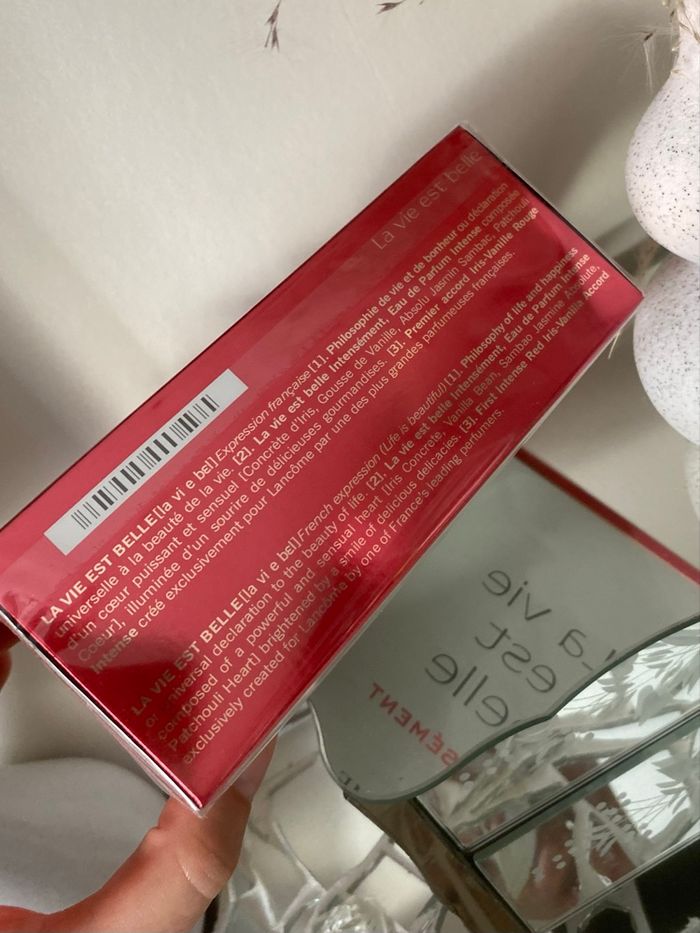 La vie est belle
LA VIE EST BELLE [la vi e bɛl] Expression française [1]. Philosophie de vie et de bonheur ou déclaration
universelle à la beauté de la vie. [2]. La vie est belle Intensément, Eau de Parfum Intense composée
d'un cœur puissant et sensuel [Concrète d'Iris, Gousse de Vanille, Absolu Jasmin Sambac, Patchouli
Coeur], illuminée d'un sourire de délicieuses gourmandises. [3]. Premier accord Iris-Vanille Rouge
Intense créé exclusivement pour Lancôme par une des plus grandes parfumeuses françaises.
LA VIE EST BELLE [la vi e bɛl] French expression (Life is beautiful) [1]. Philosophy of life and happiness
or universal declaration to the beauty of life. [2]. La vie est belle Intensément, Eau de Parfum Intense
composed of a powerful and sensual heart [Iris Concrete, Vanilla Bean, Sambao Jasmine Absolute,
Patchouli Heart] brightened by a smile of delicious delicacies. [3]. First Intense Red Iris-Vanilla Accord
exclusively created for Lancôme by one of France's leading perfumers.
La vie
est
belle
SÉMENT